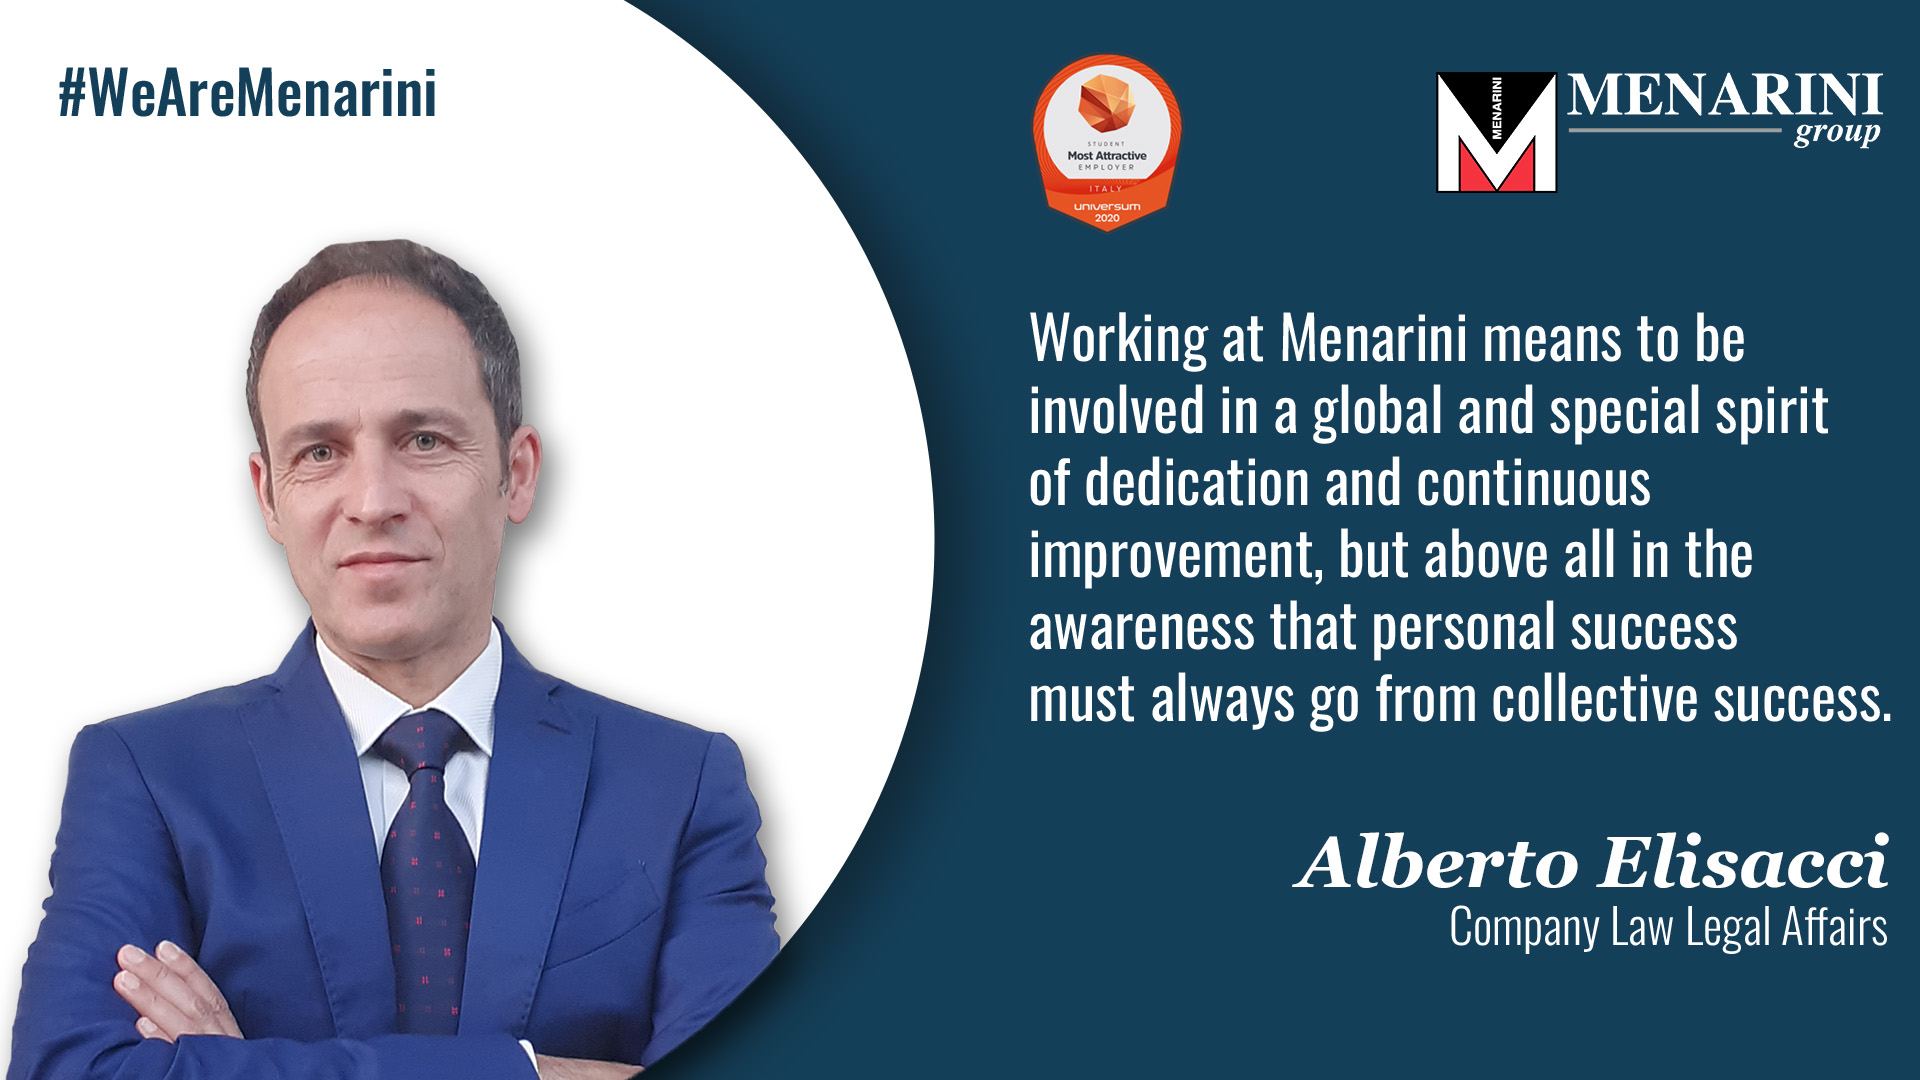 #WeAreMenarini
STUDENT
Most Attractive
EMPLOYER
ITALY
universum
2020
MENARINI
MENARINI
group
Working at Menarini means to be
involved in a global and special spirit
of dedication and continuous
improvement, but above all in the
awareness that personal success
must always go from collective success.
Alberto Elisacci
Company Law Legal Affairs